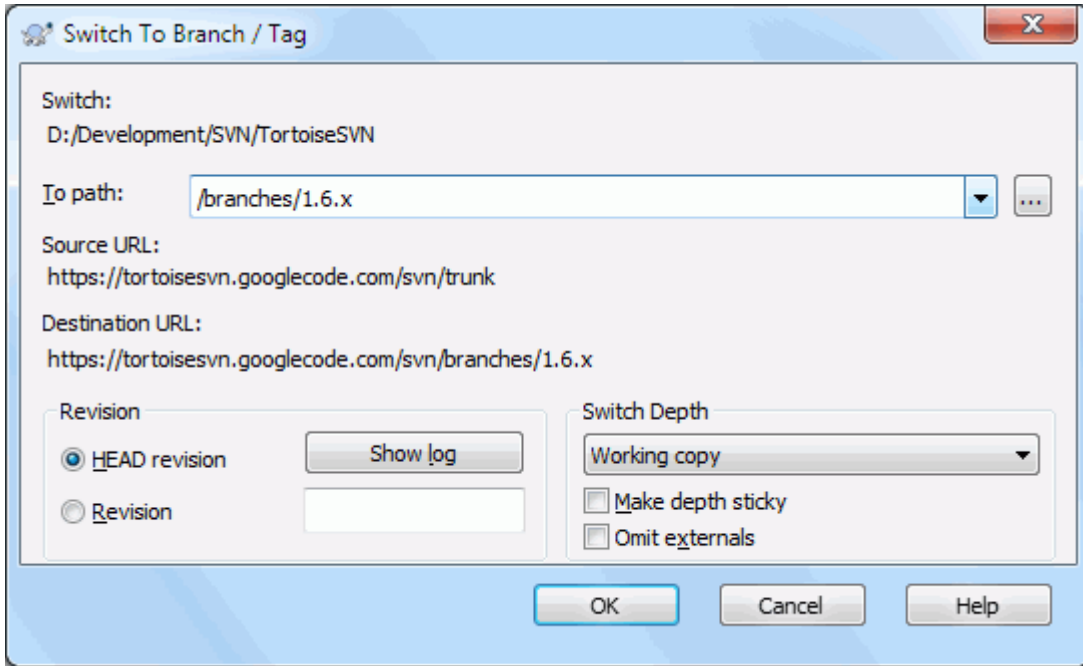 Switch To Branch / Tag
Switch:
D:/Development/SVN/TortoiseSVN
To path:
/branches/1.6.x
...
Source URL:
https://tortoisesvn.googlecode.com/svn/trunk
Destination URL:
https://tortoisesvn.googlecode.com/svn/branches/1.6.x
Revision
HEAD revision
Show log
Revision
Switch Depth
Working copy
Make depth sticky
Omit externals
OK
Cancel
Help